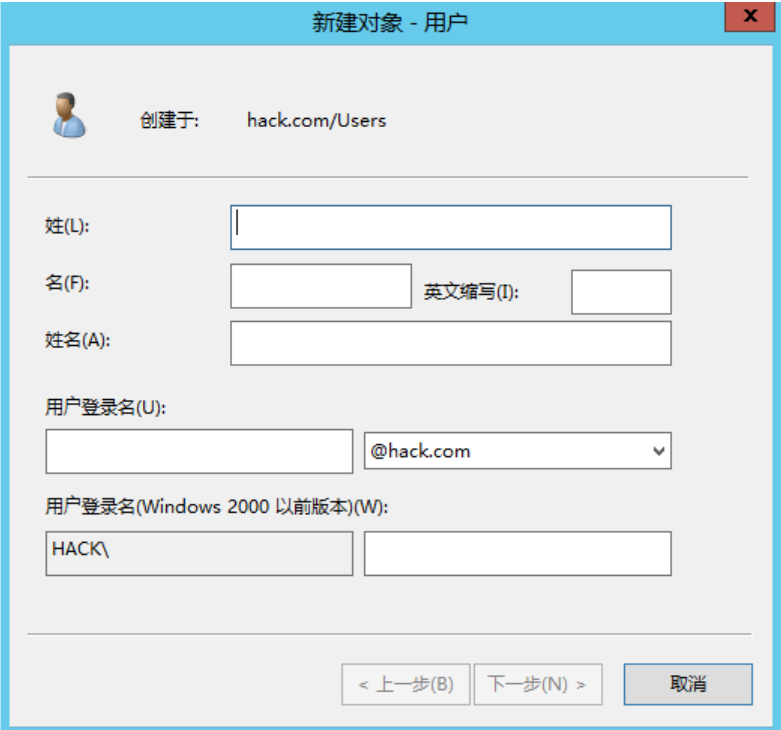 新建对象 - 用户
x
创建于: hack.com/Users
姓(L):
名(F):
英文缩写(I):
姓名(A):
用户登录名(U):
@hack.com
用户登录名(Windows 2000 以前版本)(W):
HACK\
< 上一步(B) 下一步(N) > 取消